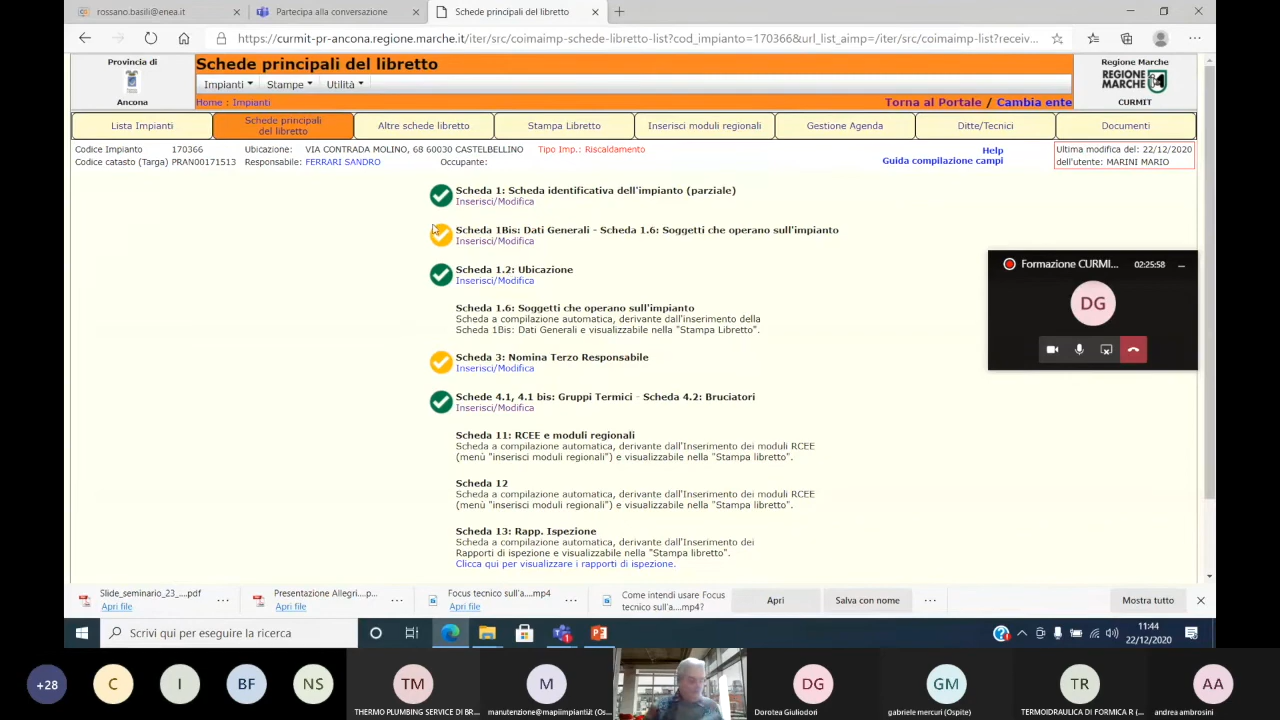 rossano.basili@enea.it
Partecipa alla conversazione
Schede principali del libretto
https://curmit-pr-ancona.regione.marche.it/iter/src/coimaimp-schede-libretto-list?cod_impianto=170366&url_list_aimp=/iter/src/coimaimp-list?receiv...
Provincia di
Ancona
Schede principali del libretto
Impianti
Stampe
Utilità
Home : Impianti
Torna al Portale / Cambia ente
Regione Marche
REGIONE
MARCHE
CURMIT
Lista Impianti
Schede principali
del libretto
Altre schede libretto
Stampa Libretto
Inserisci moduli regionali
Gestione Agenda
Ditte/Tecnici
Documenti
Codice Impianto 170366 Ubicazione: VIA CONTRADA MOLINO, 68 60030 CASTELBELLINO Tipo Imp.: Riscaldamento
Codice catasto (Targa) PRAN00171513 Responsabile: FERRARI SANDRO Occupante:
Help
Guida compilazione campi
Ultima modifica del: 22/12/2020
dell'utente: MARINI MARIO
Scheda 1: Scheda identificativa dell'impianto (parziale)
Inserisci/Modifica
Scheda 1Bis: Dati Generali - Scheda 1.6: Soggetti che operano sull'impianto
Inserisci/Modifica
Scheda 1.2: Ubicazione
Inserisci/Modifica
Scheda 1.6: Soggetti che operano sull'impianto
Scheda a compilazione automatica, derivante dall'inserimento della
Scheda 1Bis: Dati Generali e visualizzabile nella "Stampa Libretto".
Scheda 3: Nomina Terzo Responsabile
Inserisci/Modifica
Schede 4.1, 4.1 bis: Gruppi Termici - Scheda 4.2: Bruciatori
Inserisci/Modifica
Scheda 11: RCEE e moduli regionali
Scheda a compilazione automatica, derivante dall'Inserimento dei moduli RCEE
(menù "inserisci moduli regionali") e visualizzabile nella "Stampa libretto".
Scheda 12
Scheda a compilazione automatica, derivante dall'Inserimento dei moduli RCEE
(menù "inserisci moduli regionali") e visualizzabile nella "Stampa libretto".
Scheda 13: Rapp. Ispezione
Scheda a compilazione automatica, derivante dall'Inserimento dei
Rapporti di ispezione e visualizzabile nella "Stampa libretto".
Clicca qui per visualizzare i rapporti di ispezione.
Formazione CURMI... 02:25:58
DG
Slide_seminario_23_....pdf
Apri file
Presentazione Allegri....pdf
Apri file
Focus tecnico sull'a....mp4
Apri file
Come intendi usare Focus
tecnico sull'a....mp4?
Apri
Salva con nome
Mostra tutto
Scrivi qui per eseguire la ricerca
11:44
22/12/2020
+28
C
I
BF
NS
TM
THERMO PLUMBING SERVICE DI BR...
M
manutenzione@mapiimpianti.it (Os...
DG
Dorotea Giuliodori
GM
gabriele mercuri (Ospite)
TR
TERMOIDRAULICA DI FORMICA R (...
AA
andrea ambrosini